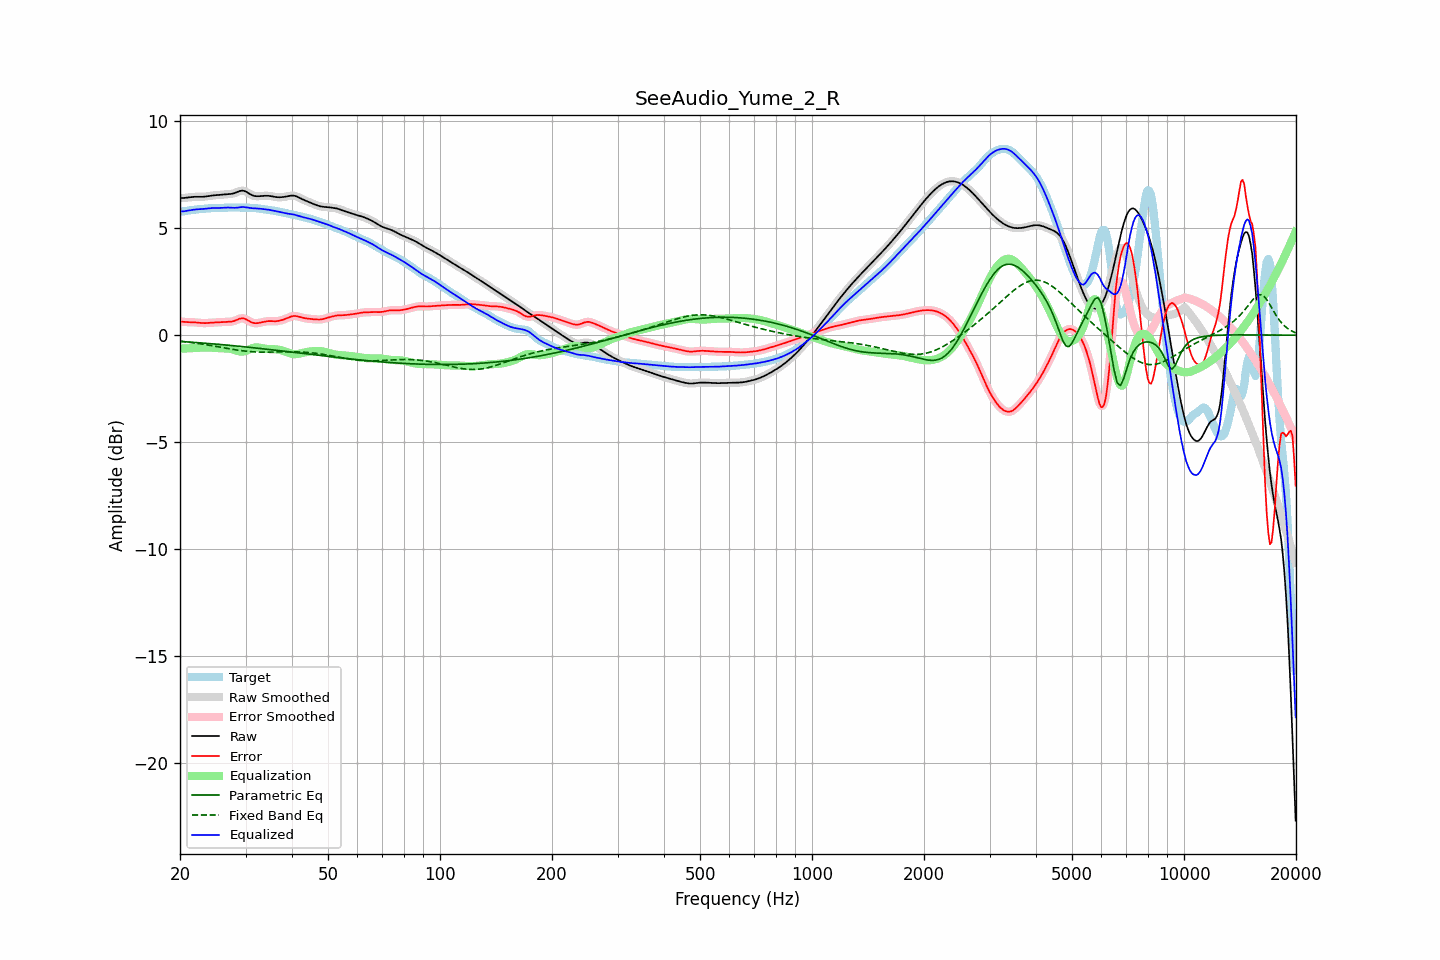 SeeAudio_Yume_2_R
Amplitude (dBr)
10
5
0
−5
−10
−15
−20
Target
Raw Smoothed
Error Smoothed
Raw
Error
Equalization
Parametric Eq
Fixed Band Eq
Equalized
20 50 100 200 500 1000 2000 5000 10000 20000
Frequency (Hz)